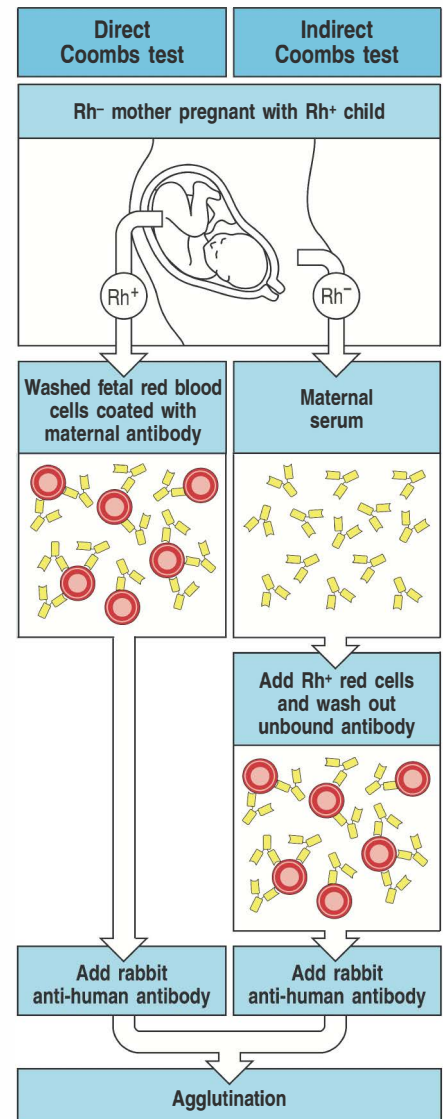 Direct
Coombs test
Indirect
Coombs test
Rh⁻ mother pregnant with Rh⁺ child
Rh⁺
Rh⁻
Washed fetal red blood
cells coated with
maternal antibody
Maternal
serum
Add Rh⁺ red cells
and wash out
unbound antibody
Add rabbit
anti-human antibody
Add rabbit
anti-human antibody
Agglutination